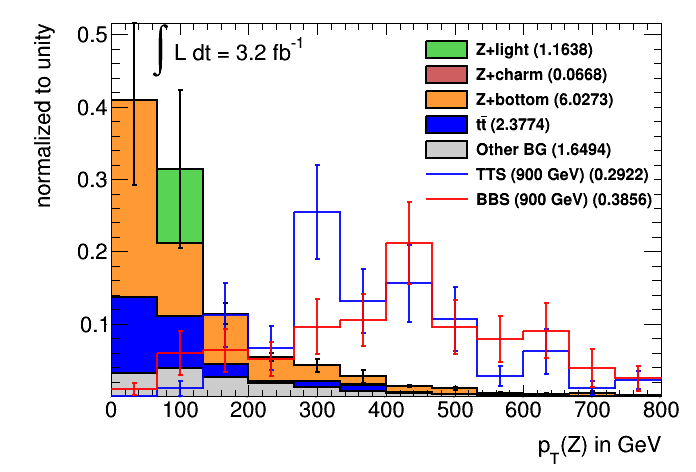 ∫ L dt = 3.2 fb⁻¹
Z+light (1.1638)
Z+charm (0.0668)
Z+bottom (6.0273)
tt̄ (2.3774)
Other BG (1.6494)
TTS (900 GeV) (0.2922)
BBS (900 GeV) (0.3856)
normalized to unity
0.5
0.4
0.3
0.2
0.1
0 100 200 300 400 500 600 700 800
p_T(Z) in GeV